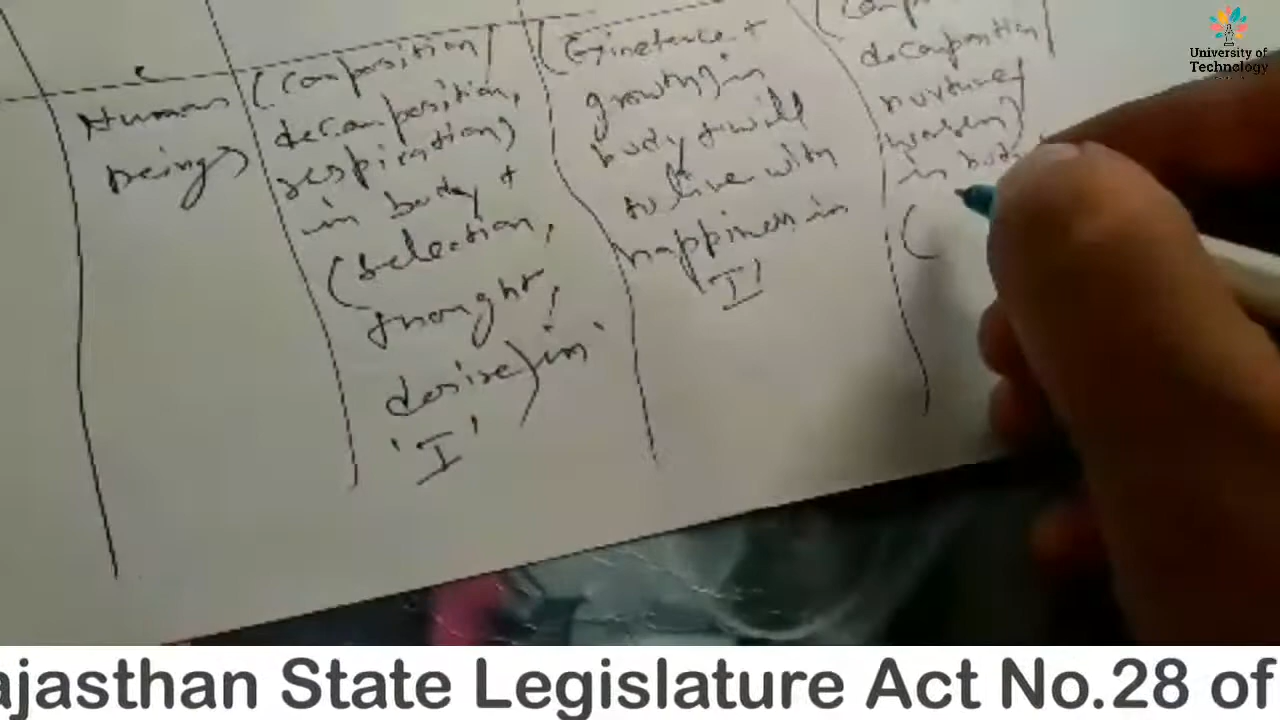 University of
Technology
Human
beings
(Composition/
decomposition,
respiration)
in body +
(selection,
thought,
desire) in
'I'
(Existence +
growth) in
body + will
to live with
happiness in
'I'
decomposition/
nurture/
worsen)
in body
(
ajasthan State Legislature Act No.28 of